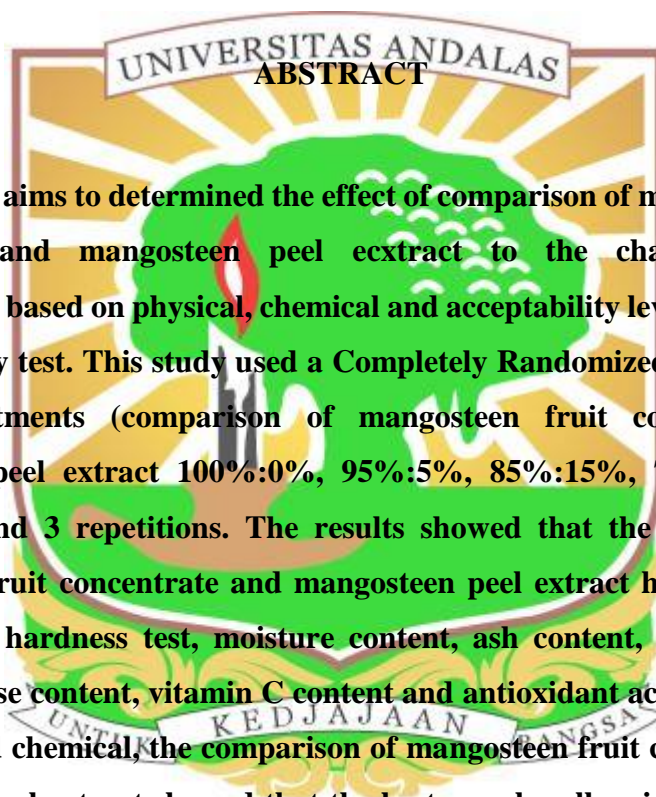 UNIVERSITAS ANDALAS
ABSTRACT
aims to determined the effect of comparison of m
and mangosteen peel ecxtract to the cha
based on physical, chemical and acceptability lev
y test. This study used a Completely Randomized
tments (comparison of mangosteen fruit co
peel extract 100%:0%, 95%:5%, 85%:15%,
nd 3 repetitions. The results showed that the
ruit concentrate and mangosteen peel extract h
hardness test, moisture content, ash content,
se content, vitamin C content and antioxidant ac
chemical, the comparison of mangosteen fruit c
UNTUK KEDJAJAAN BANGSA